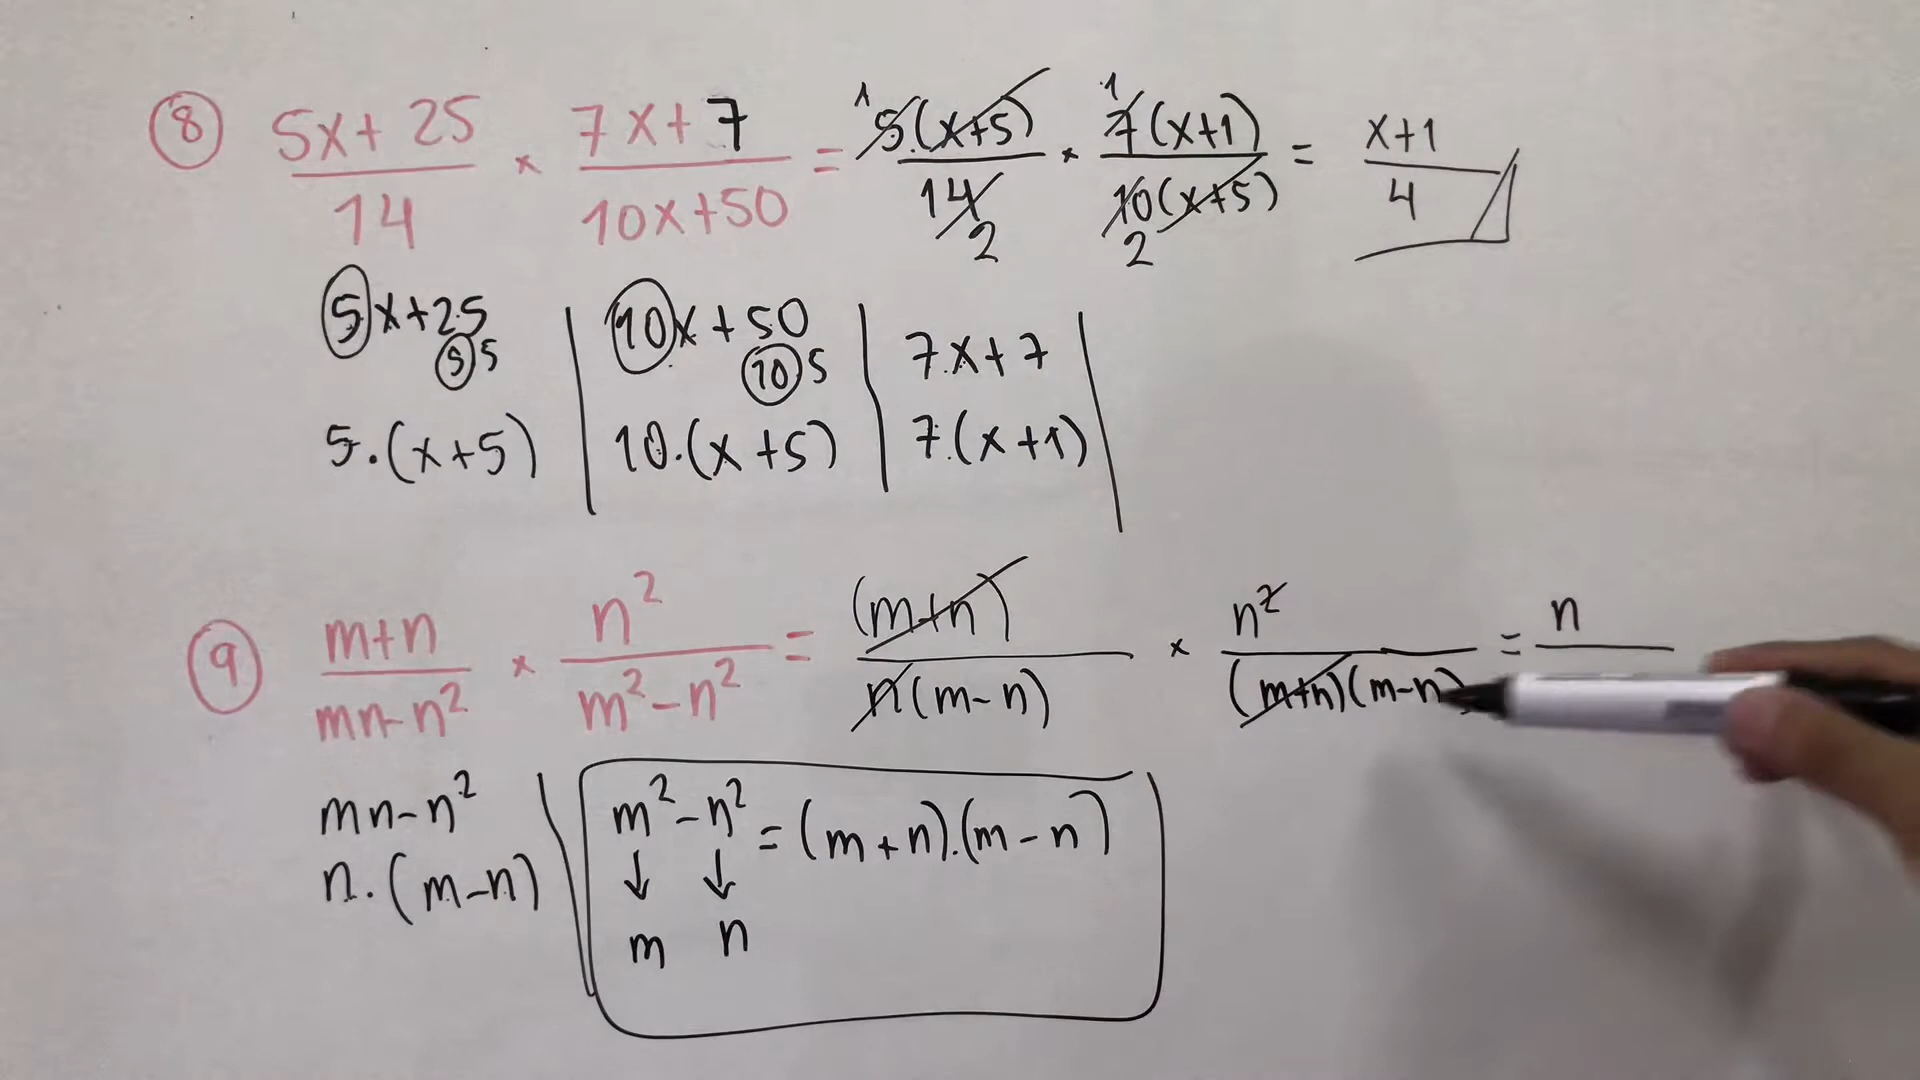 8 (5x+25)/14 × (7x+7)/(10x+50) = 5.(x+5)/14 · 7(x+1)/10(x+5) = (x+1)/4
1 1
2 2
5x+25 | 10x+50 | 7x+7
5 5 10 5
5.(x+5) | 10.(x+5) | 7.(x+1)
9 (m+n)/(mn-n²) × n²/(m²-n²) = (m+n)/n(m-n) × n²/(m+n)(m-n) = n
mn-n² m²-n² = (m+n).(m-n)
n.(m-n) ↓ ↓
m n